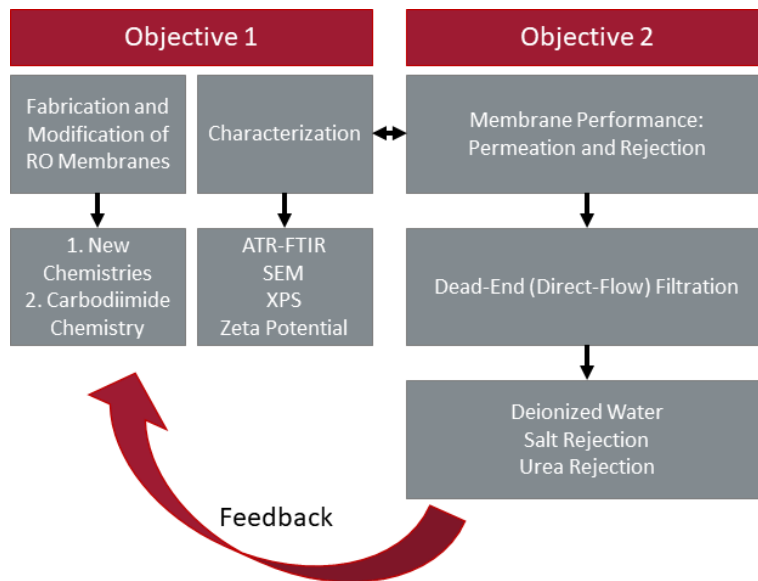 Objective 1
Fabrication and
Modification of
RO Membranes
Characterization
1. New
Chemistries
2. Carbodiimide
Chemistry
ATR-FTIR
SEM
XPS
Zeta Potential
Objective 2
Membrane Performance:
Permeation and Rejection
Dead-End (Direct-Flow) Filtration
Deionized Water
Salt Rejection
Urea Rejection
Feedback